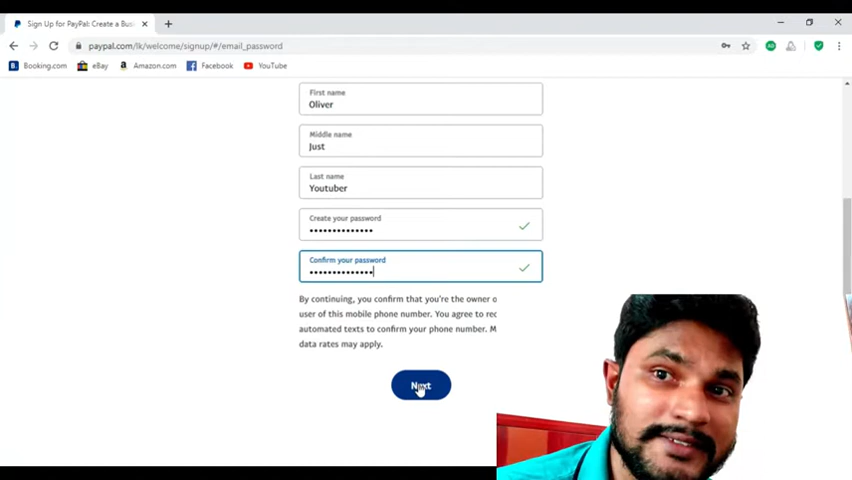 Sign Up for PayPal: Create a Busi
paypal.com/lk/welcome/signup/#/email_password
Booking.com
eBay
Amazon.com
Facebook
YouTube
First name
Oliver
Middle name
Just
Last name
Youtuber
Create your password
••••••••••••••
Confirm your password
••••••••••••••
By continuing, you confirm that you're the owner o
user of this mobile phone number. You agree to rec
automated texts to confirm your phone number. M
data rates may apply.
Next